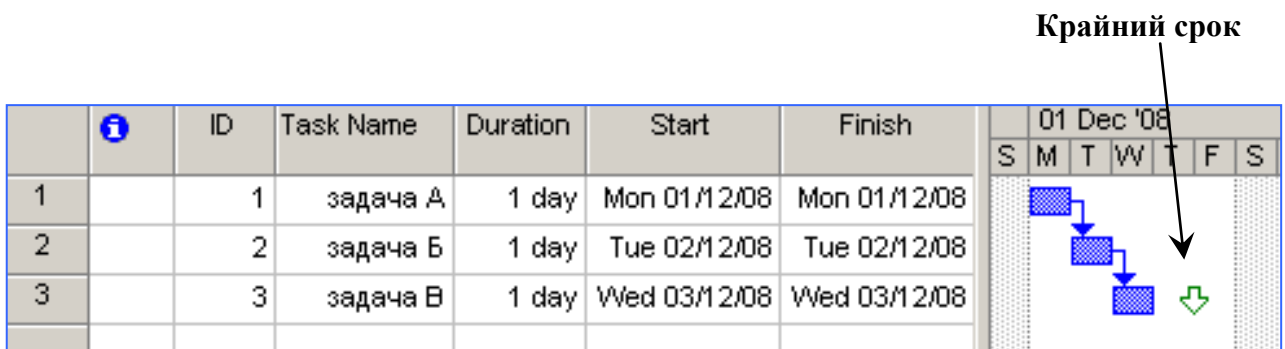 Крайний срок
ID Task Name Duration Start Finish 01 Dec '08
S M T W T F S
1 1 задача А 1 day Mon 01/12/08 Mon 01/12/08
2 2 задача Б 1 day Tue 02/12/08 Tue 02/12/08
3 3 задача В 1 day Wed 03/12/08 Wed 03/12/08